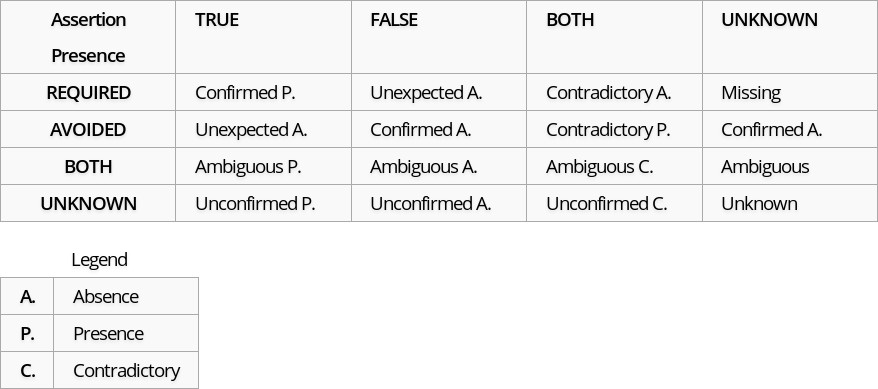 Assertion TRUE FALSE BOTH UNKNOWN
Presence
REQUIRED Confirmed P. Unexpected A. Contradictory A. Missing
AVOIDED Unexpected A. Confirmed A. Contradictory P. Confirmed A.
BOTH Ambiguous P. Ambiguous A. Ambiguous C. Ambiguous
UNKNOWN Unconfirmed P. Unconfirmed A. Unconfirmed C. Unknown
Legend
A. Absence
P. Presence
C. Contradictory